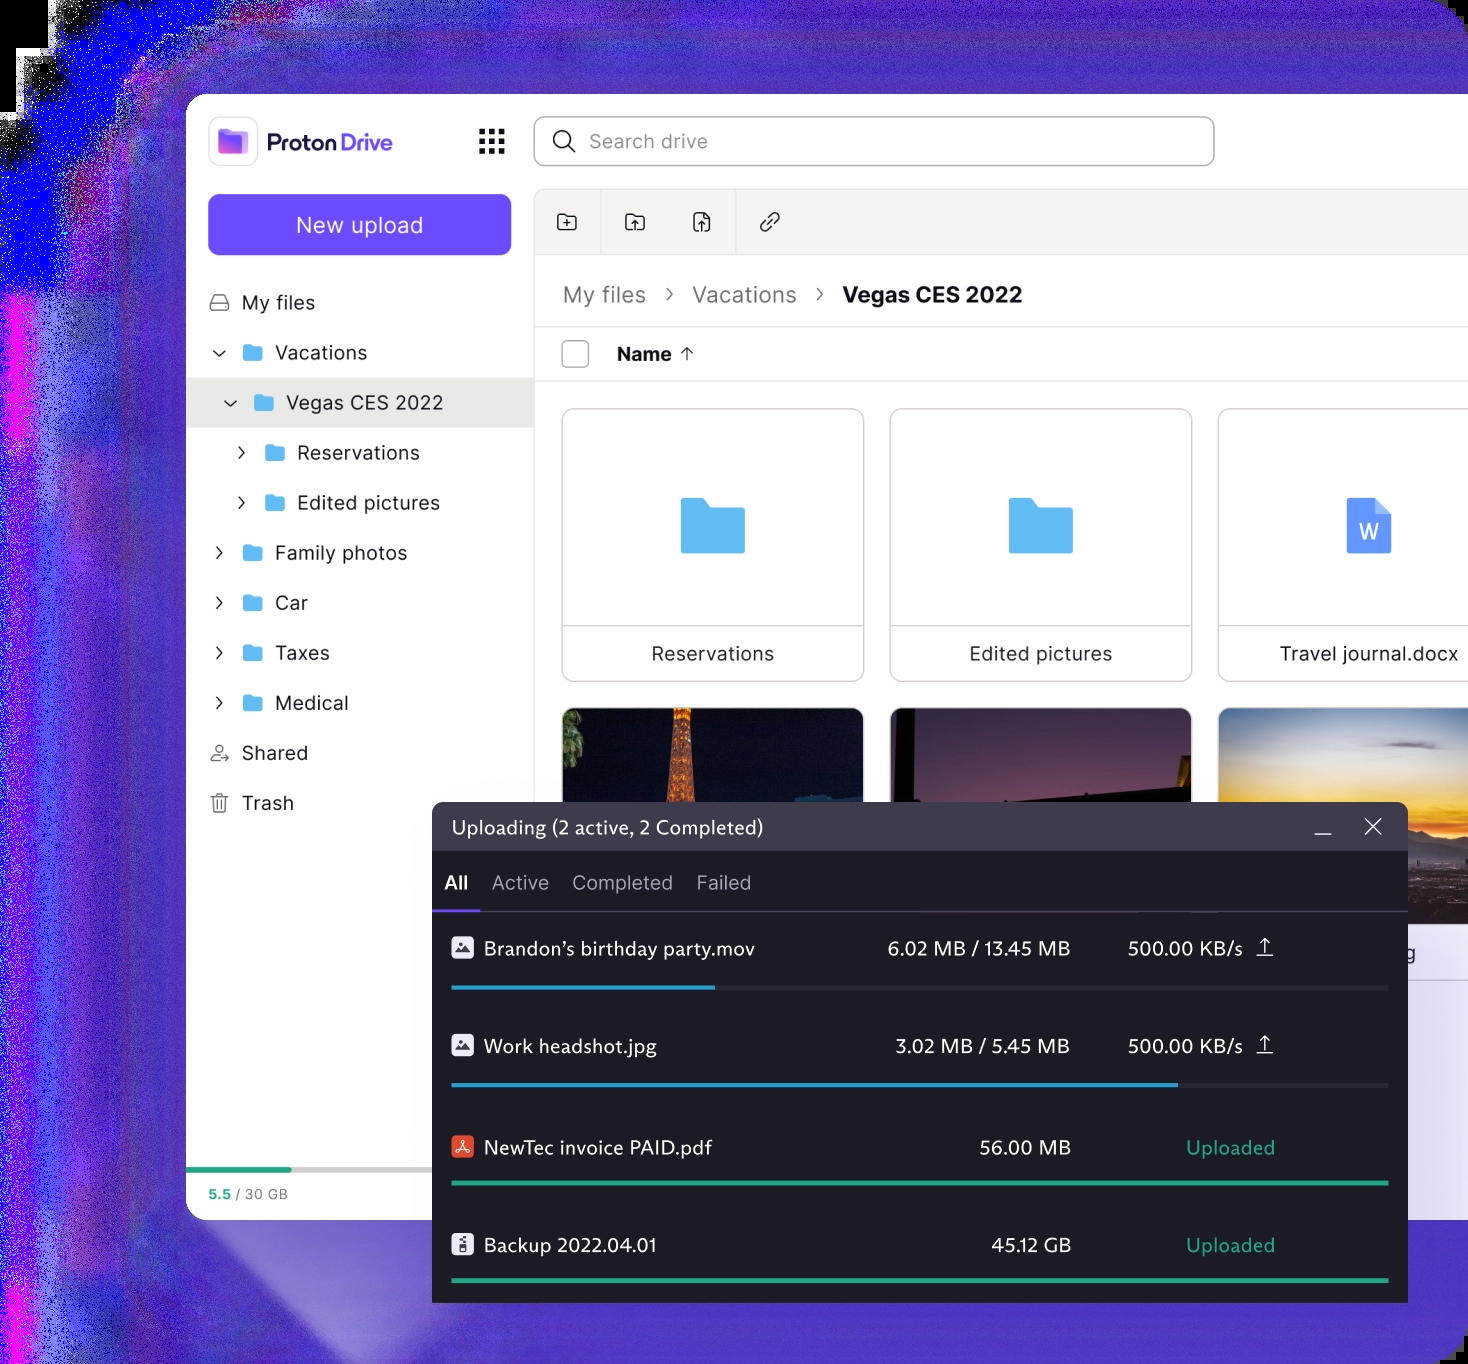 Proton Drive
Search drive
New upload
My files
Vacations
Vegas CES 2022
Reservations
Edited pictures
Family photos
Car
Taxes
Medical
Shared
Trash
5.5 / 30 GB
My files > Vacations > Vegas CES 2022
Name ↑
Reservations
Edited pictures
W
Travel journal.docx
g
Uploading (2 active, 2 Completed)
All Active Completed Failed
Brandon’s birthday party.mov 6.02 MB / 13.45 MB 500.00 KB/s
Work headshot.jpg 3.02 MB / 5.45 MB 500.00 KB/s
NewTec invoice PAID.pdf 56.00 MB Uploaded
Backup 2022.04.01 45.12 GB Uploaded